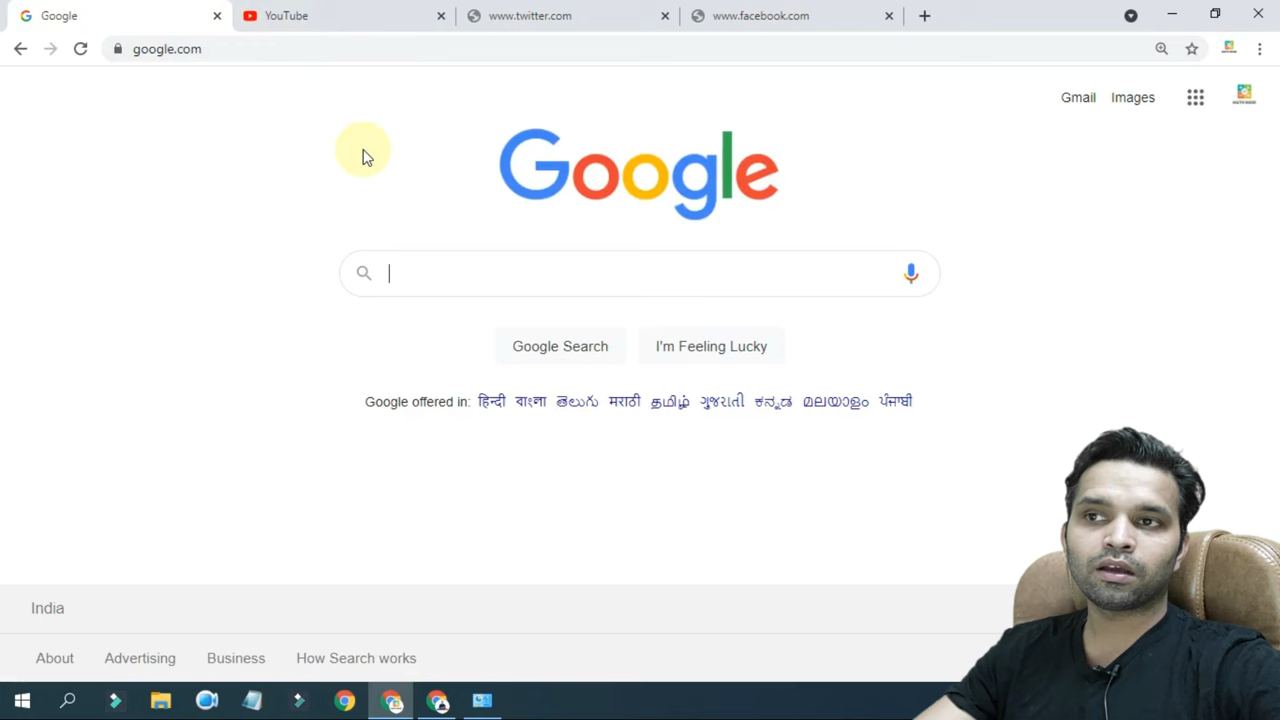 Google YouTube www.twitter.com www.facebook.com
google.com
Gmail Images
Google
Google Search I'm Feeling Lucky
Google offered in: हिन्दी বাংলা తెలుగు मराठी தமிழ் ગુજરાતી ಕನ್ನಡ മലയാളം ਪੰਜਾਬੀ
India
About Advertising Business How Search works